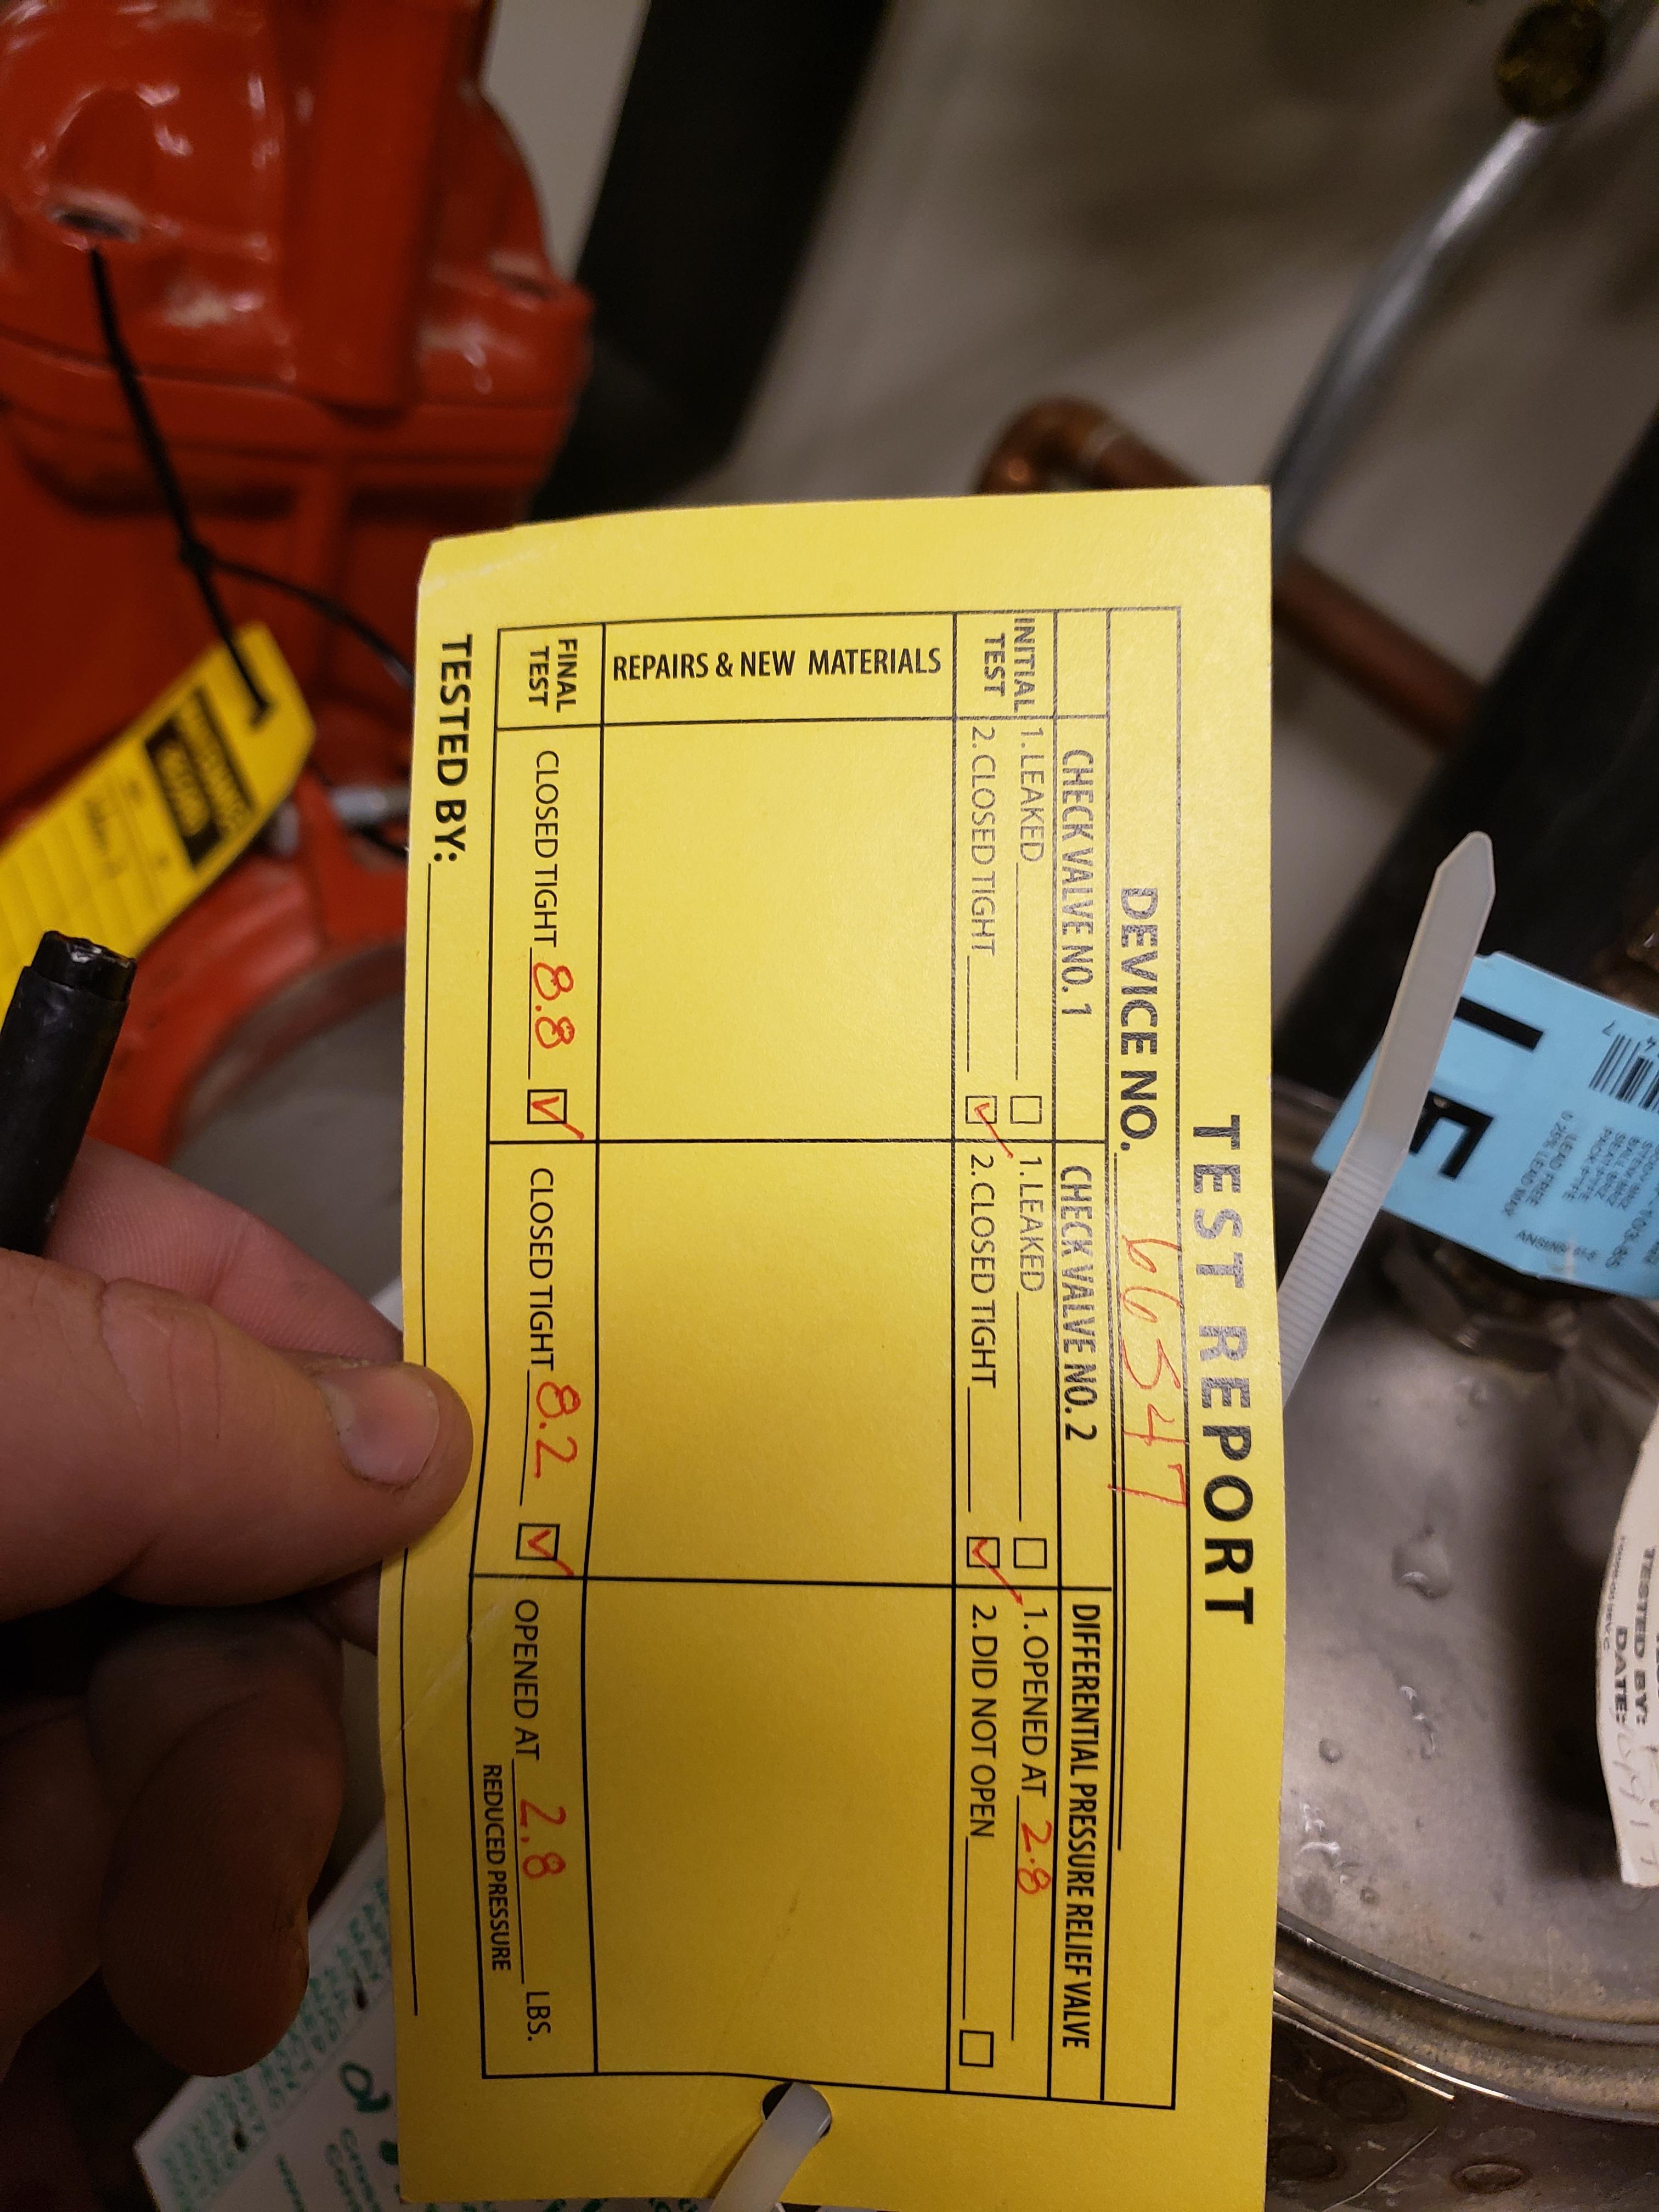 TEST REPORT
DEVICE NO. 66547
CHECK VALVE NO. 1 CHECK VALVE NO. 2 DIFFERENTIAL PRESSURE RELIEF VALVE
INITIAL TEST
1. LEAKED
2. CLOSED TIGHT
1. LEAKED
2. CLOSED TIGHT
1. OPENED AT 2.8
2. DID NOT OPEN
REPAIRS & NEW MATERIALS
FINAL TEST
CLOSED TIGHT 8.8
CLOSED TIGHT 8.2
OPENED AT 2.8 LBS.
REDUCED PRESSURE
TESTED BY:
LEAD FREE
TESTED BY:
DATE: